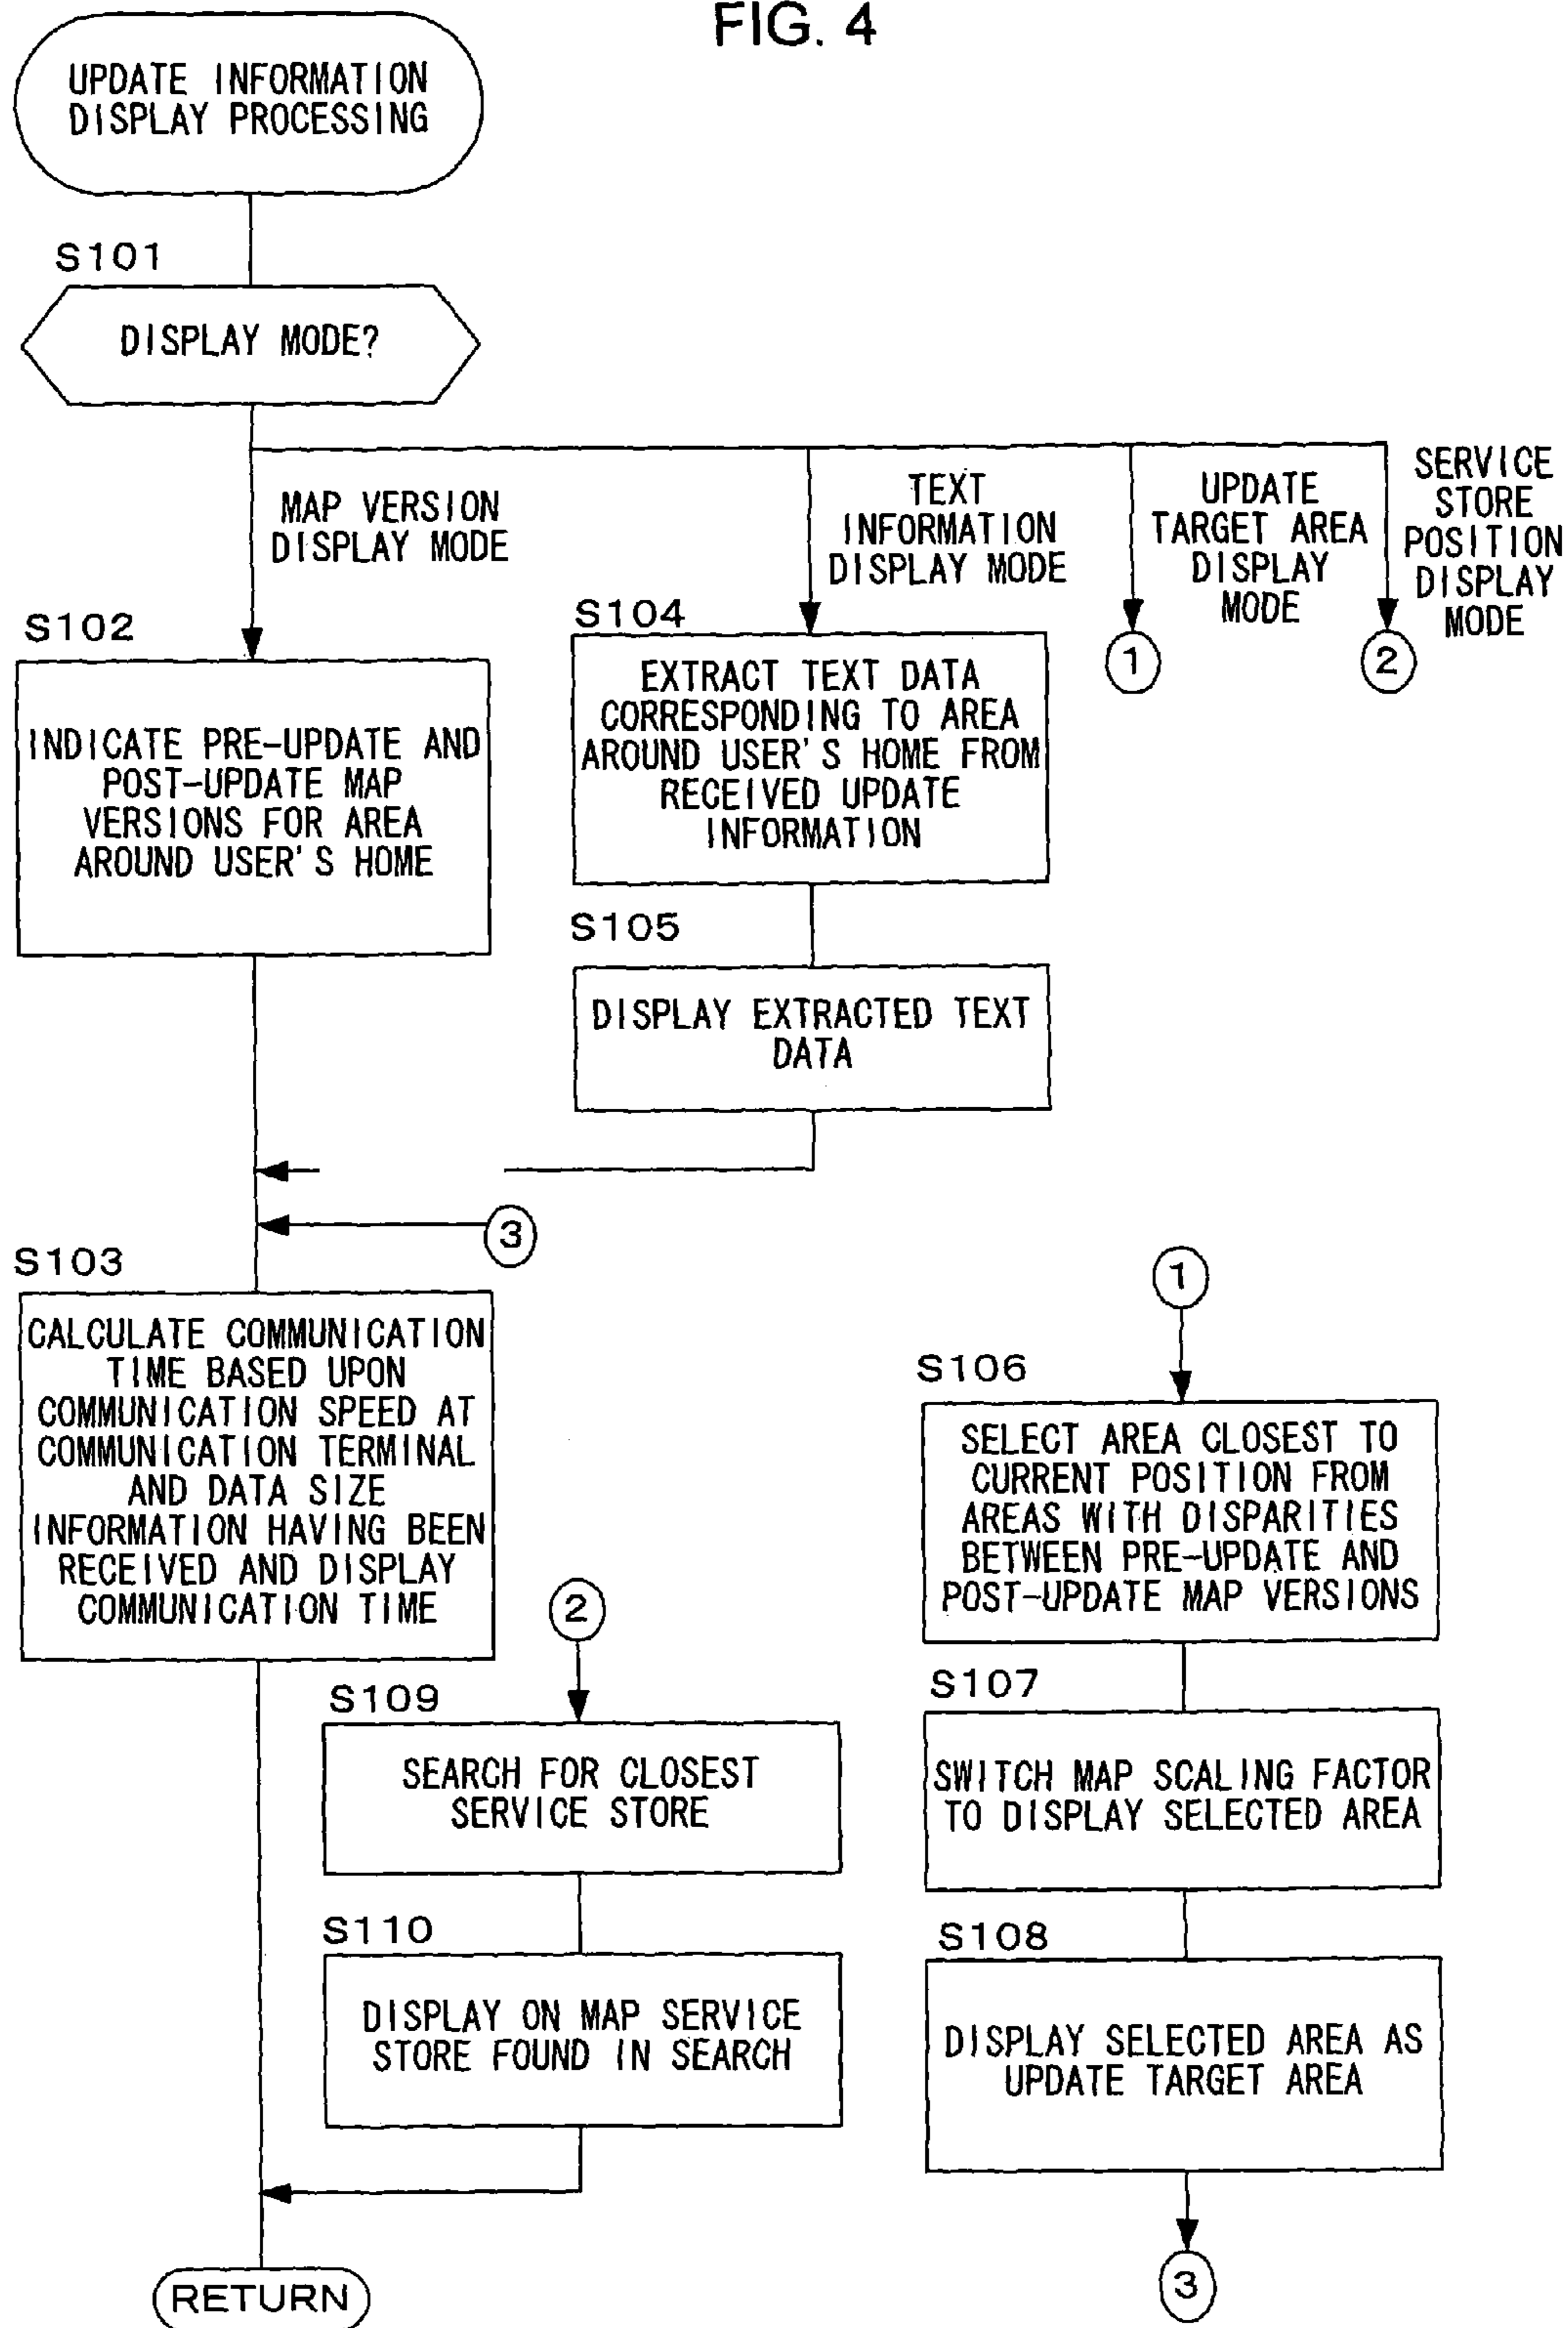 FIG. 4
UPDATE INFORMATION
DISPLAY PROCESSING
S101
DISPLAY MODE?
MAP VERSION
DISPLAY MODE
TEXT
INFORMATION
DISPLAY MODE
UPDATE
TARGET AREA
DISPLAY
MODE
SERVICE
STORE
POSITION
DISPLAY
MODE
1
2
S102
INDICATE PRE-UPDATE AND
POST-UPDATE MAP
VERSIONS FOR AREA
AROUND USER'S HOME
S104
EXTRACT TEXT DATA
CORRESPONDING TO AREA
AROUND USER'S HOME FROM
RECEIVED UPDATE
INFORMATION
S105
DISPLAY EXTRACTED TEXT
DATA
3
S103
CALCULATE COMMUNICATION
TIME BASED UPON
COMMUNICATION SPEED AT
COMMUNICATION TERMINAL
AND DATA SIZE
INFORMATION HAVING BEEN
RECEIVED AND DISPLAY
COMMUNICATION TIME
1
S106
SELECT AREA CLOSEST TO
CURRENT POSITION FROM
AREAS WITH DISPARITIES
BETWEEN PRE-UPDATE AND
POST-UPDATE MAP VERSIONS
S107
SWITCH MAP SCALING FACTOR
TO DISPLAY SELECTED AREA
S108
DISPLAY SELECTED AREA AS
UPDATE TARGET AREA
3
2
S109
SEARCH FOR CLOSEST
SERVICE STORE
S110
DISPLAY ON MAP SERVICE
STORE FOUND IN SEARCH
RETURN